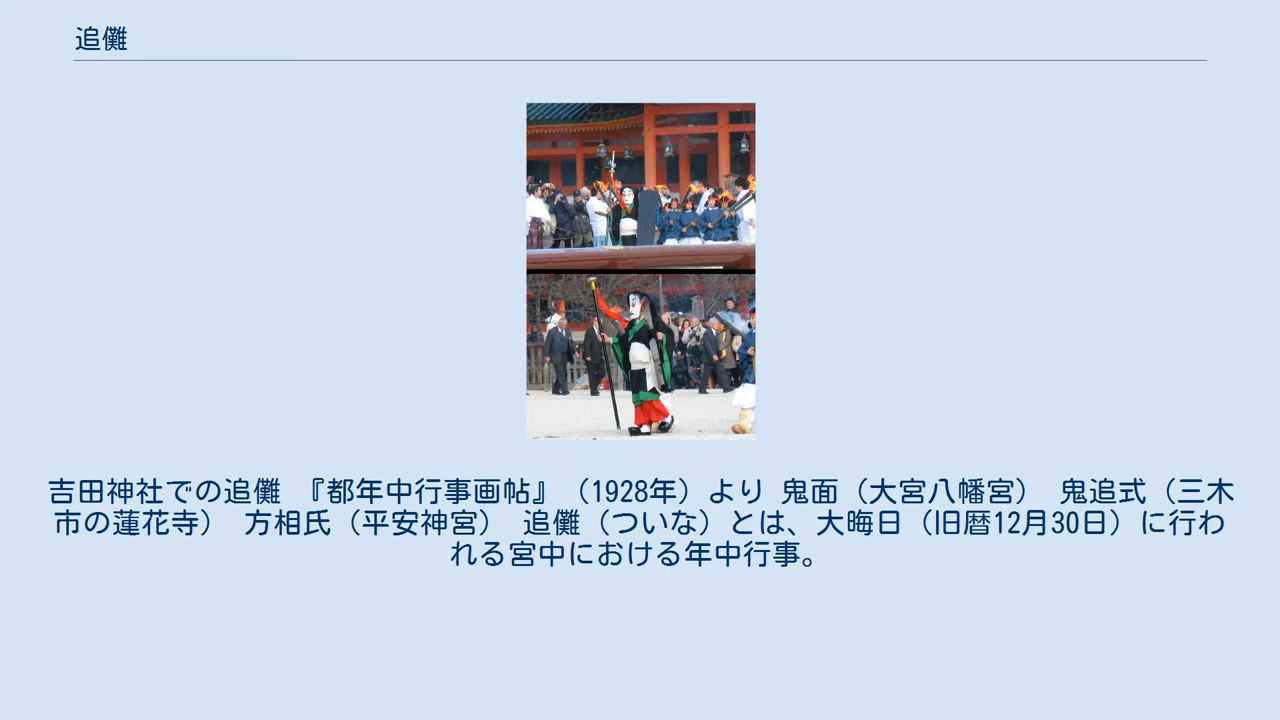 追儺
吉田神社での追儺 『都年中行事画帖』（1928年）より 鬼面（大宮八幡宮） 鬼追式（三木
市の蓮花寺） 方相氏（平安神宮） 追儺（ついな）とは、大晦日（旧暦12月30日）に行わ
れる宮中における年中行事。